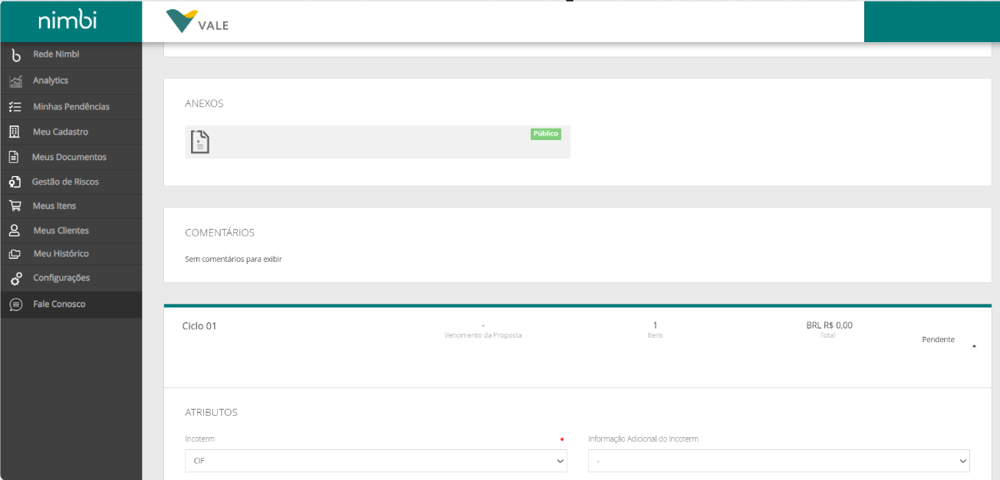 nimbi
VALE
Rede Nimbi
Analytics
Minhas Pendências
Meu Cadastro
Meus Documentos
Gestão de Riscos
Meus Itens
Meus Clientes
Meu Histórico
Configurações
Fale Conosco
ANEXOS
Público
COMENTÁRIOS
Sem comentários para exibir
Ciclo 01
-
Vencimento da Proposta
1
Itens
BRL R$ 0,00
Total
Pendente
ATRIBUTOS
Incoterm *
CIF
Informação Adicional do Incoterm
-